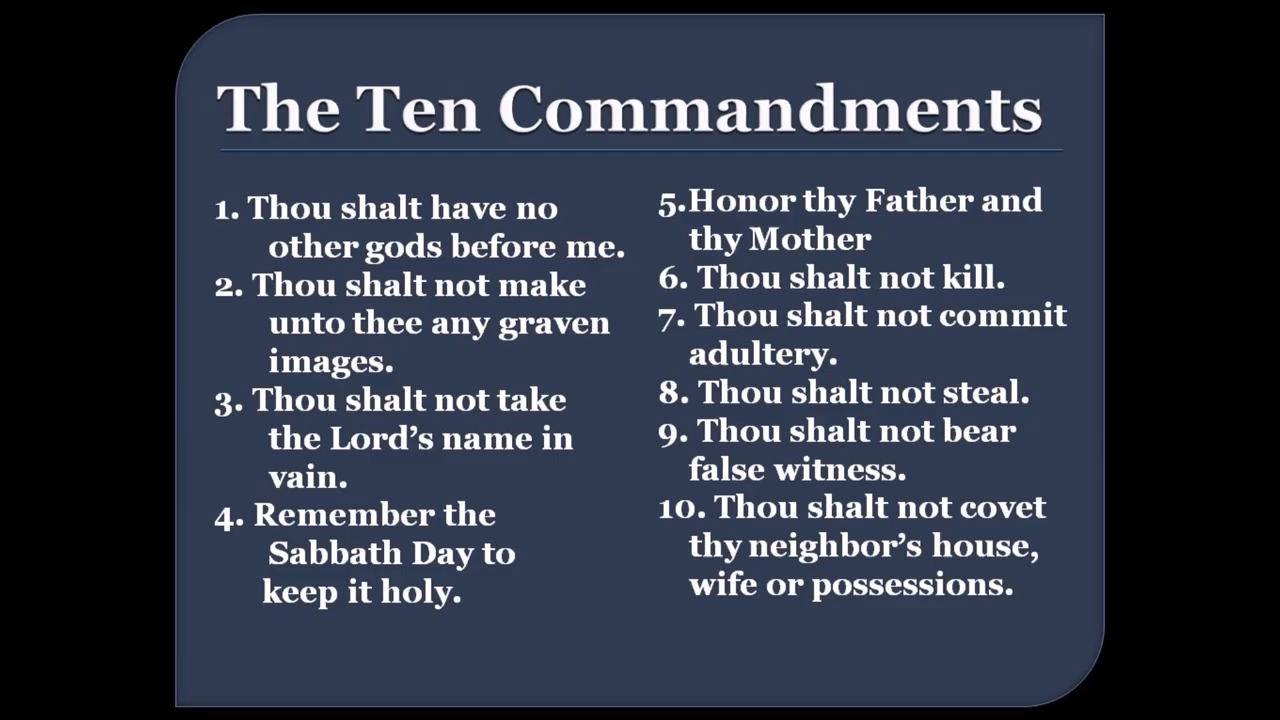 The Ten Commandments
1. Thou shalt have no
other gods before me.
2. Thou shalt not make
unto thee any graven
images.
3. Thou shalt not take
the Lord’s name in
vain.
4. Remember the
Sabbath Day to
keep it holy.
5.Honor thy Father and
thy Mother
6. Thou shalt not kill.
7. Thou shalt not commit
adultery.
8. Thou shalt not steal.
9. Thou shalt not bear
false witness.
10. Thou shalt not covet
thy neighbor’s house,
wife or possessions.